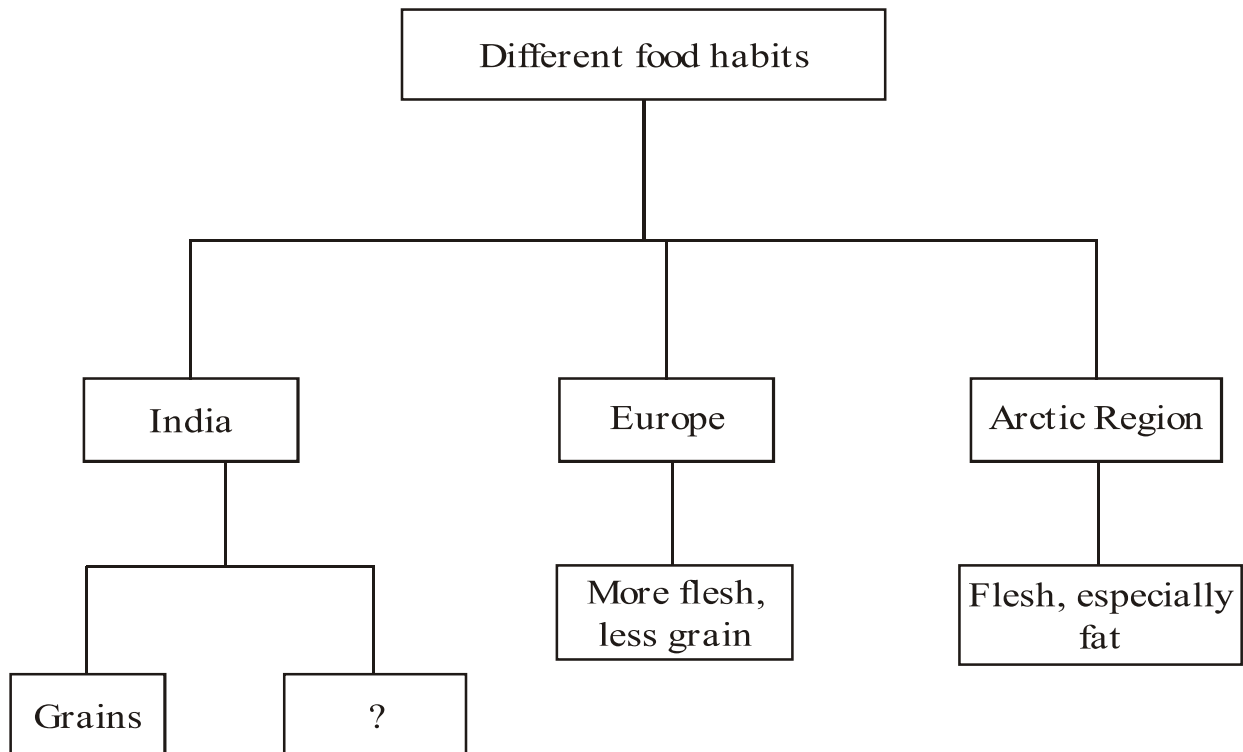 Different food habits
India
Europe
Arctic Region
More flesh,
less grain
Flesh, especially
fat
Grains
?